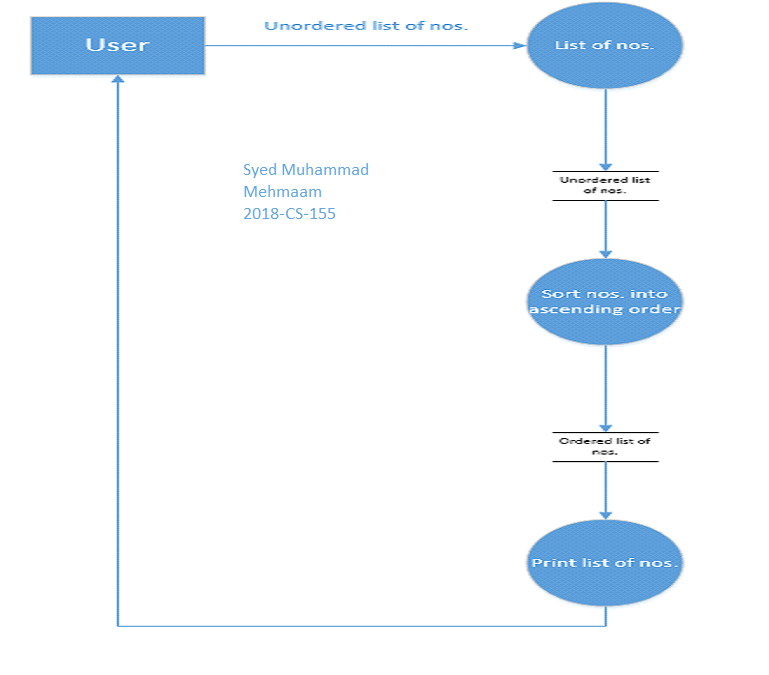 Unordered list of nos.
User
List of nos.
Syed Muhammad
Mehmaam
2018-CS-155
Unordered list
of nos.
Sort nos. into
ascending order
Ordered list of
nos.
Print list of nos.